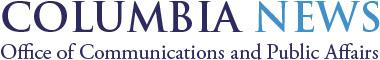 COLUMBIA NEWS
Office of Communications and Public Affairs